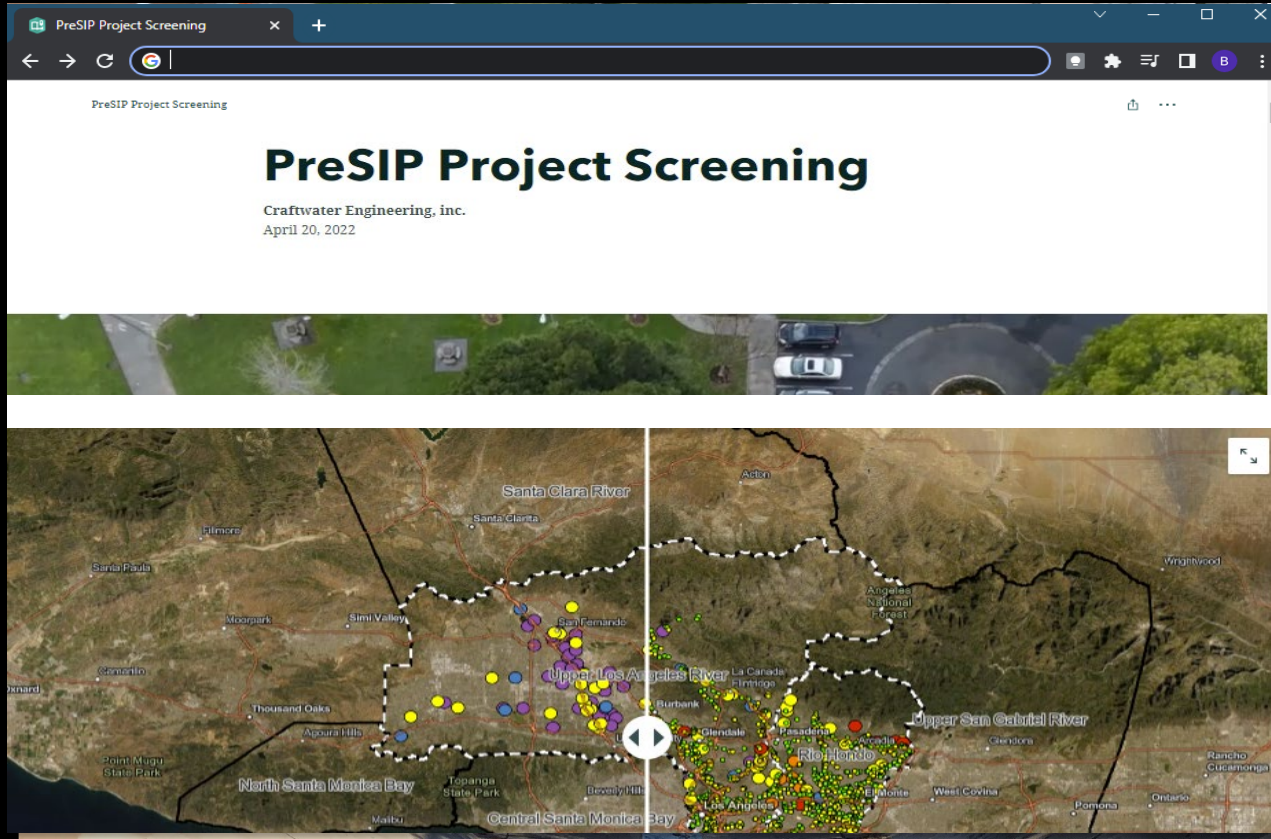 PreSIP Project Screening
B
PreSIP Project Screening
PreSIP Project Screening
Craftwater Engineering, inc.
April 20, 2022
Acton
Santa Clara River
Santa Clarita
Fillmore
Santa Paula
Wrightwood
Angeles
National
Forest
Moorpark
Simi Valley
San Fernando
Camarillo
Upper Los Angeles River
La Canada
Flintridge
Oxnard
Thousand Oaks
Burbank
Upper San Gabriel River
Agoura Hills
Glendale
Pasadena
Arcadia
Glendora
Rio Hondo
Rancho
Cucamonga
Point Mugu
State Park
North Santa Monica Bay
Topanga
State Park
Beverly Hills
El Monte
West Covina
Ontario
Los Angeles
Pomona
Malibu
Central Santa Monica Bay